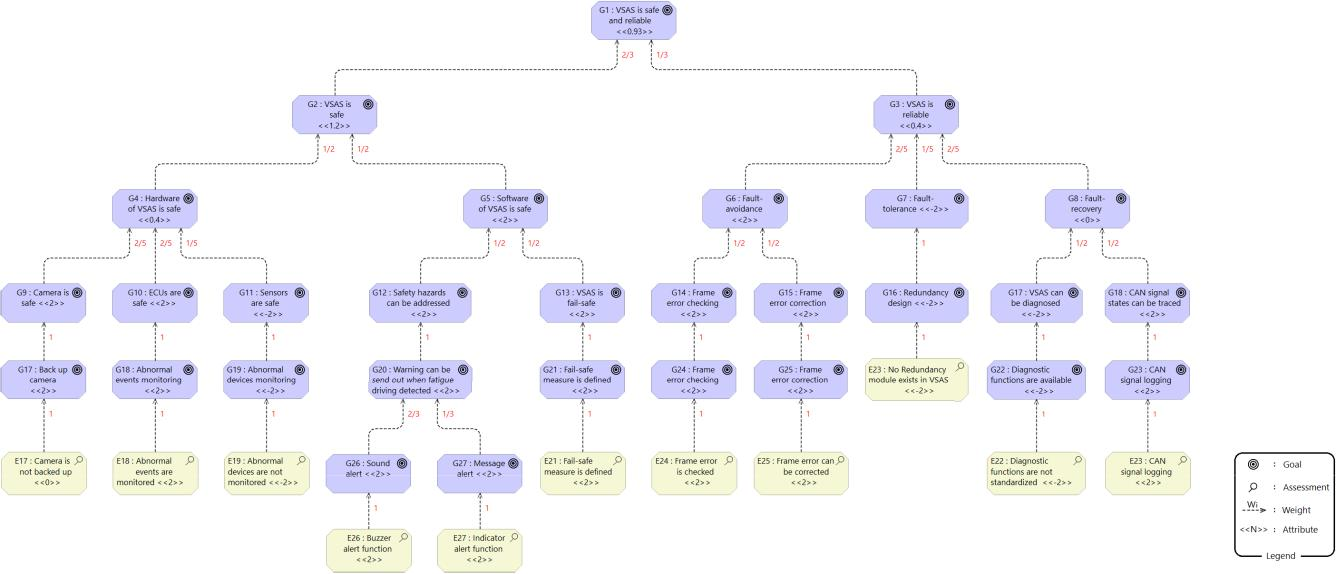 G1 : VSAS is safe
and reliable
<<0.93>>
2/3
1/3
G2 : VSAS is
safe
<<1.2>>
G3 : VSAS is
reliable
<<0.4>>
1/2
1/2
2/5
1/5
2/5
G4 : Hardware
of VSAS is safe
<<0.4>>
G5 : Software
of VSAS is safe
<<2>>
G6 : Fault-
avoidance
<<2>>
G7 : Fault-
tolerance <<-2>>
G8 : Fault-
recovery
<<0>>
2/5
2/5
1/5
1/2
1/2
1/2
1/2
1
1/2
1/2
G9 : Camera is
safe <<2>>
G10 : ECUs are
safe <<2>>
G11 : Sensors
are safe
<<-2>>
G12 : Safety hazards
can be addressed
<<2>>
G13 : VSAS is
fail-safe
<<2>>
G14 : Frame
error checking
<<2>>
G15 : Frame
error correction
<<2>>
G16 : Redundancy
design <<-2>>
G17 : VSAS can
be diagnosed
<<-2>>
G18 : CAN signal
states can be traced
<<2>>
1
1
1
1
1
1
1
1
1
1
G17 : Back up
camera
<<2>>
G18 : Abnormal
events monitoring
<<2>>
G19 : Abnormal
devices monitoring
<<-2>>
G20 : Warning can be
send out when fatigue
driving detected <<2>>
G21 : Fail-safe
measure is defined
<<2>>
G24 : Frame
error checking
<<2>>
G25 : Frame
error correction
<<2>>
E23 : No Redundancy
module exists in VSAS
<<-2>>
G22 : Diagnostic
functions are available
<<-2>>
G23 : CAN
signal logging
<<2>>
1
1
1
2/3
1/3
1
1
1
1
1
E17 : Camera is
not backed up
<<0>>
E18 : Abnormal
events are
monitored <<2>>
E19 : Abnormal
devices are not
monitored <<-2>>
G26 : Sound
alert <<2>>
G27 : Message
alert <<2>>
E21 : Fail-safe
measure is defined
<<2>>
E24 : Frame error
is checked
<<2>>
E25 : Frame error can
be corrected
<<2>>
E22 : Diagnostic
functions are not
standardized <<-2>>
E23 : CAN
signal logging
<<2>>
1
1
E26 : Buzzer
alert function
<<2>>
E27 : Indicator
alert function
<<2>>
: Goal
: Assessment
Wi : Weight
<<N>> : Attribute
Legend